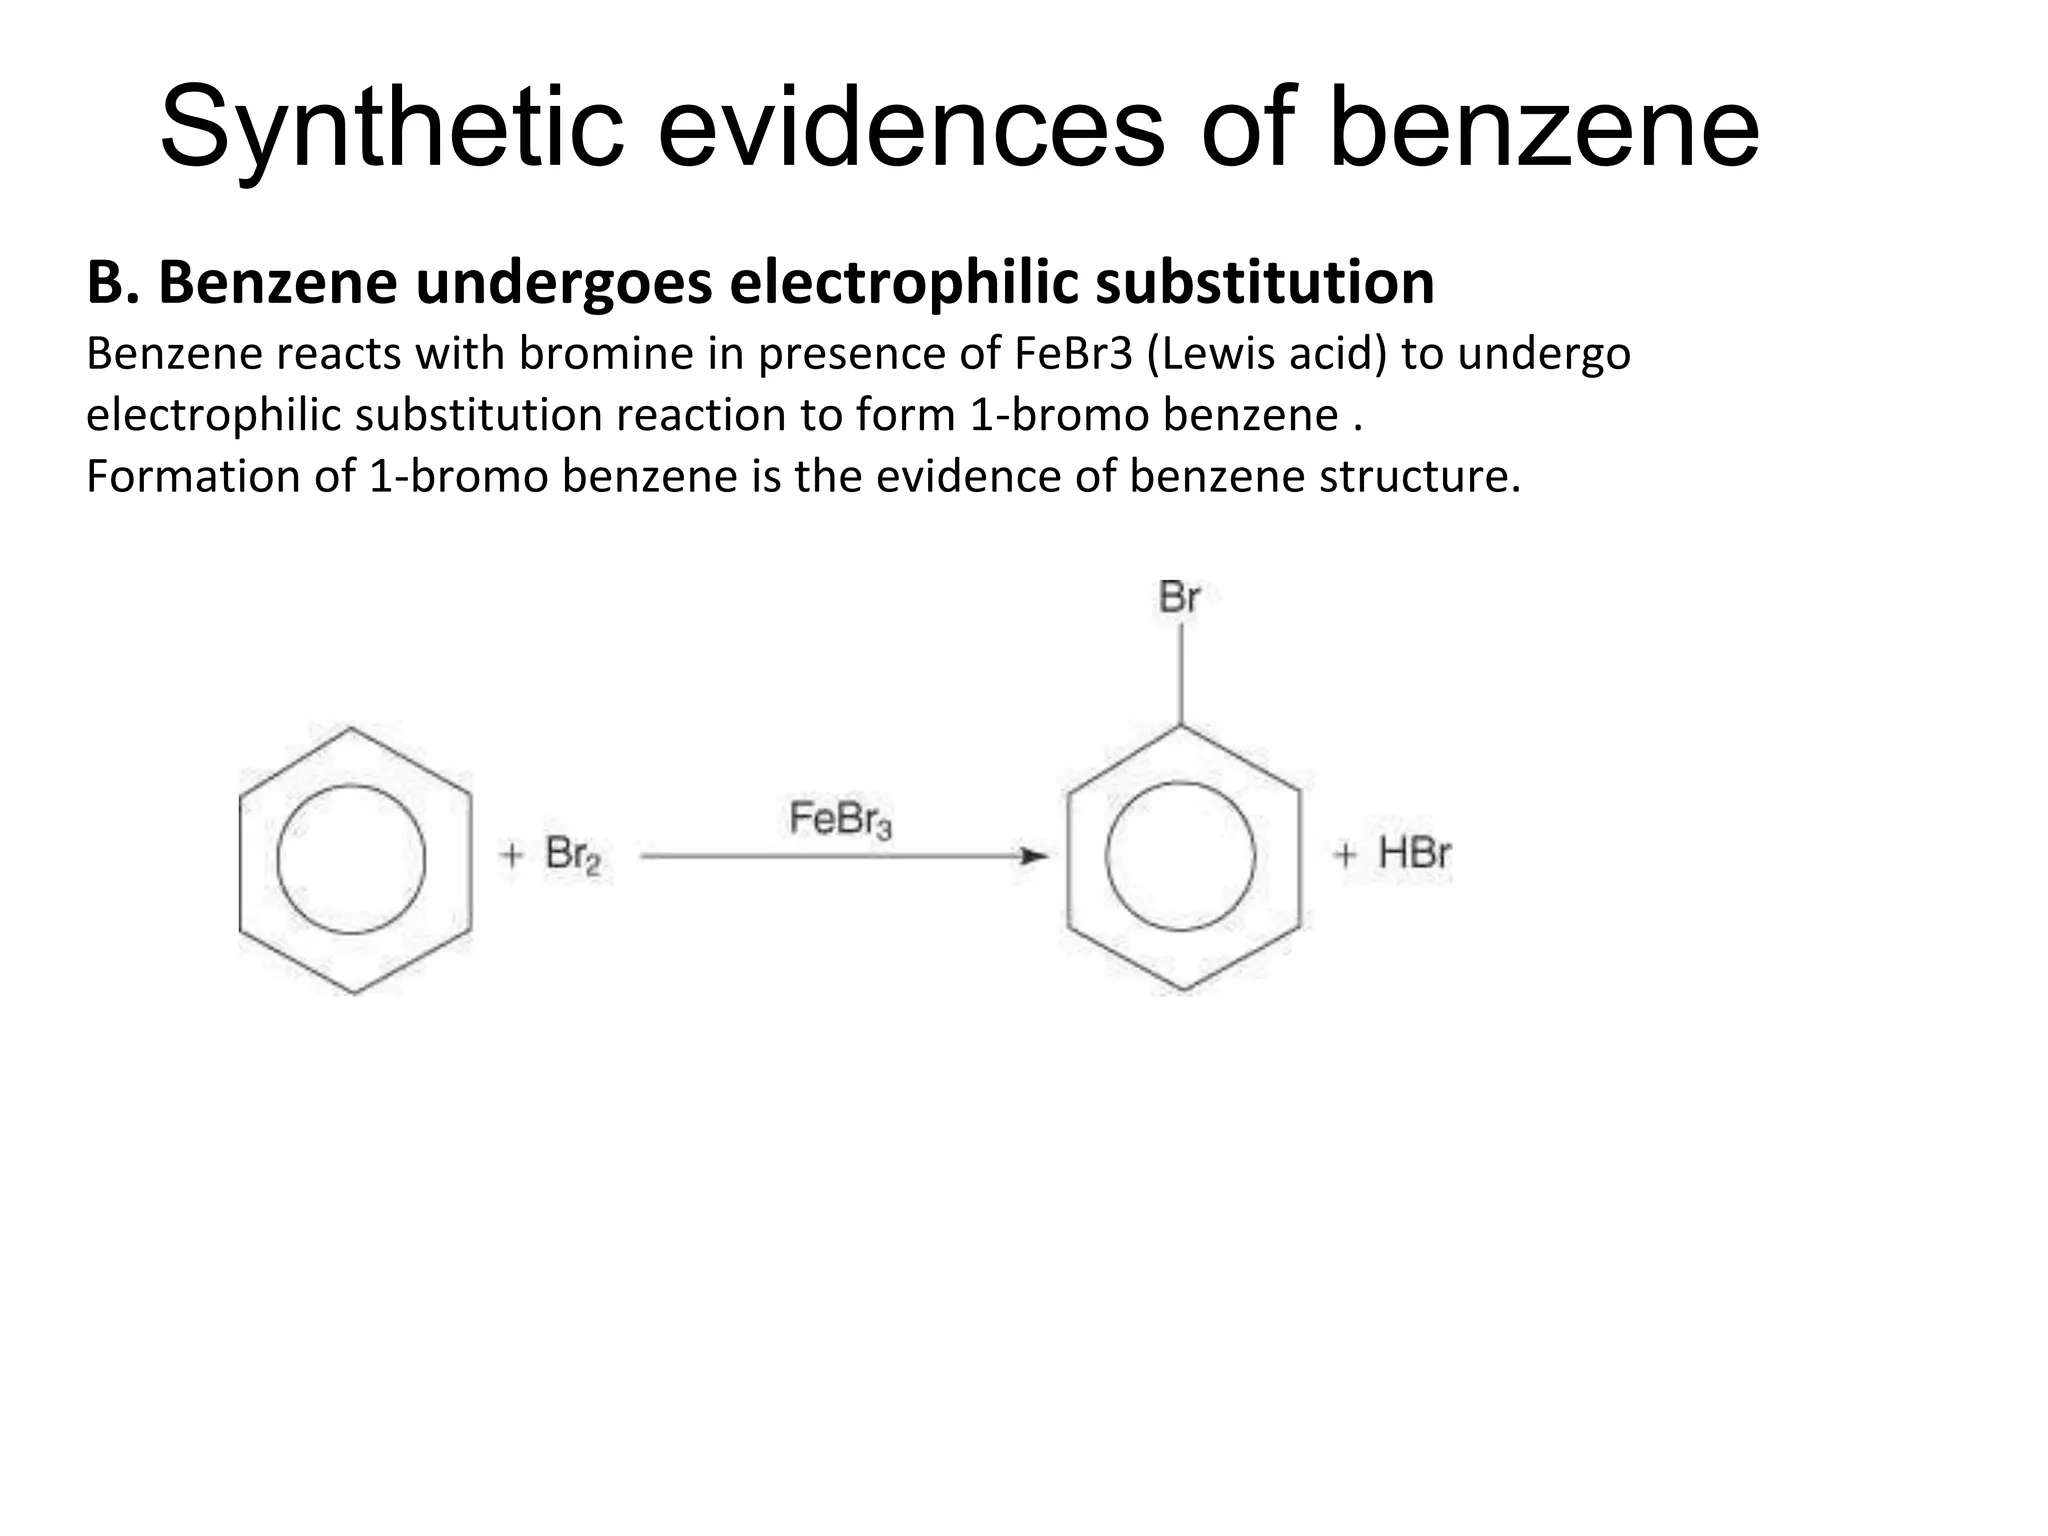 Synthetic evidences of benzene
B. Benzene undergoes electrophilic substitution
Benzene reacts with bromine in presence of FeBr3 (Lewis acid) to undergo
electrophilic substitution reaction to form 1-bromo benzene .
Formation of 1-bromo benzene is the evidence of benzene structure.
Br
FeBr₃
+ Br₂
+ HBr